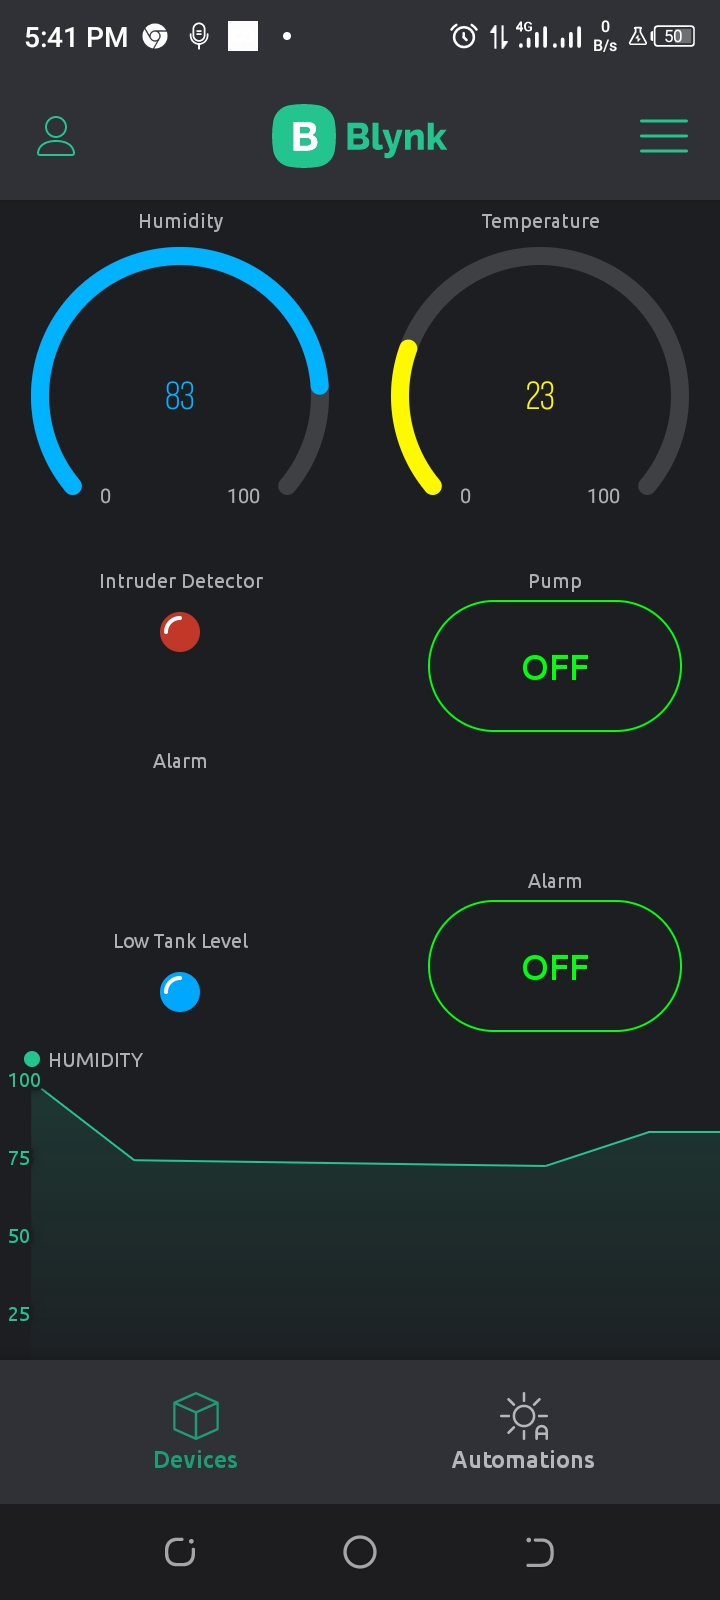 5:41 PM 4G 0 B/s 50
B Blynk
Humidity Temperature
83 23
0 100 0 100
Intruder Detector Pump
OFF
Alarm
Alarm
Low Tank Level
OFF
HUMIDITY
100
75
50
25
Devices Automations